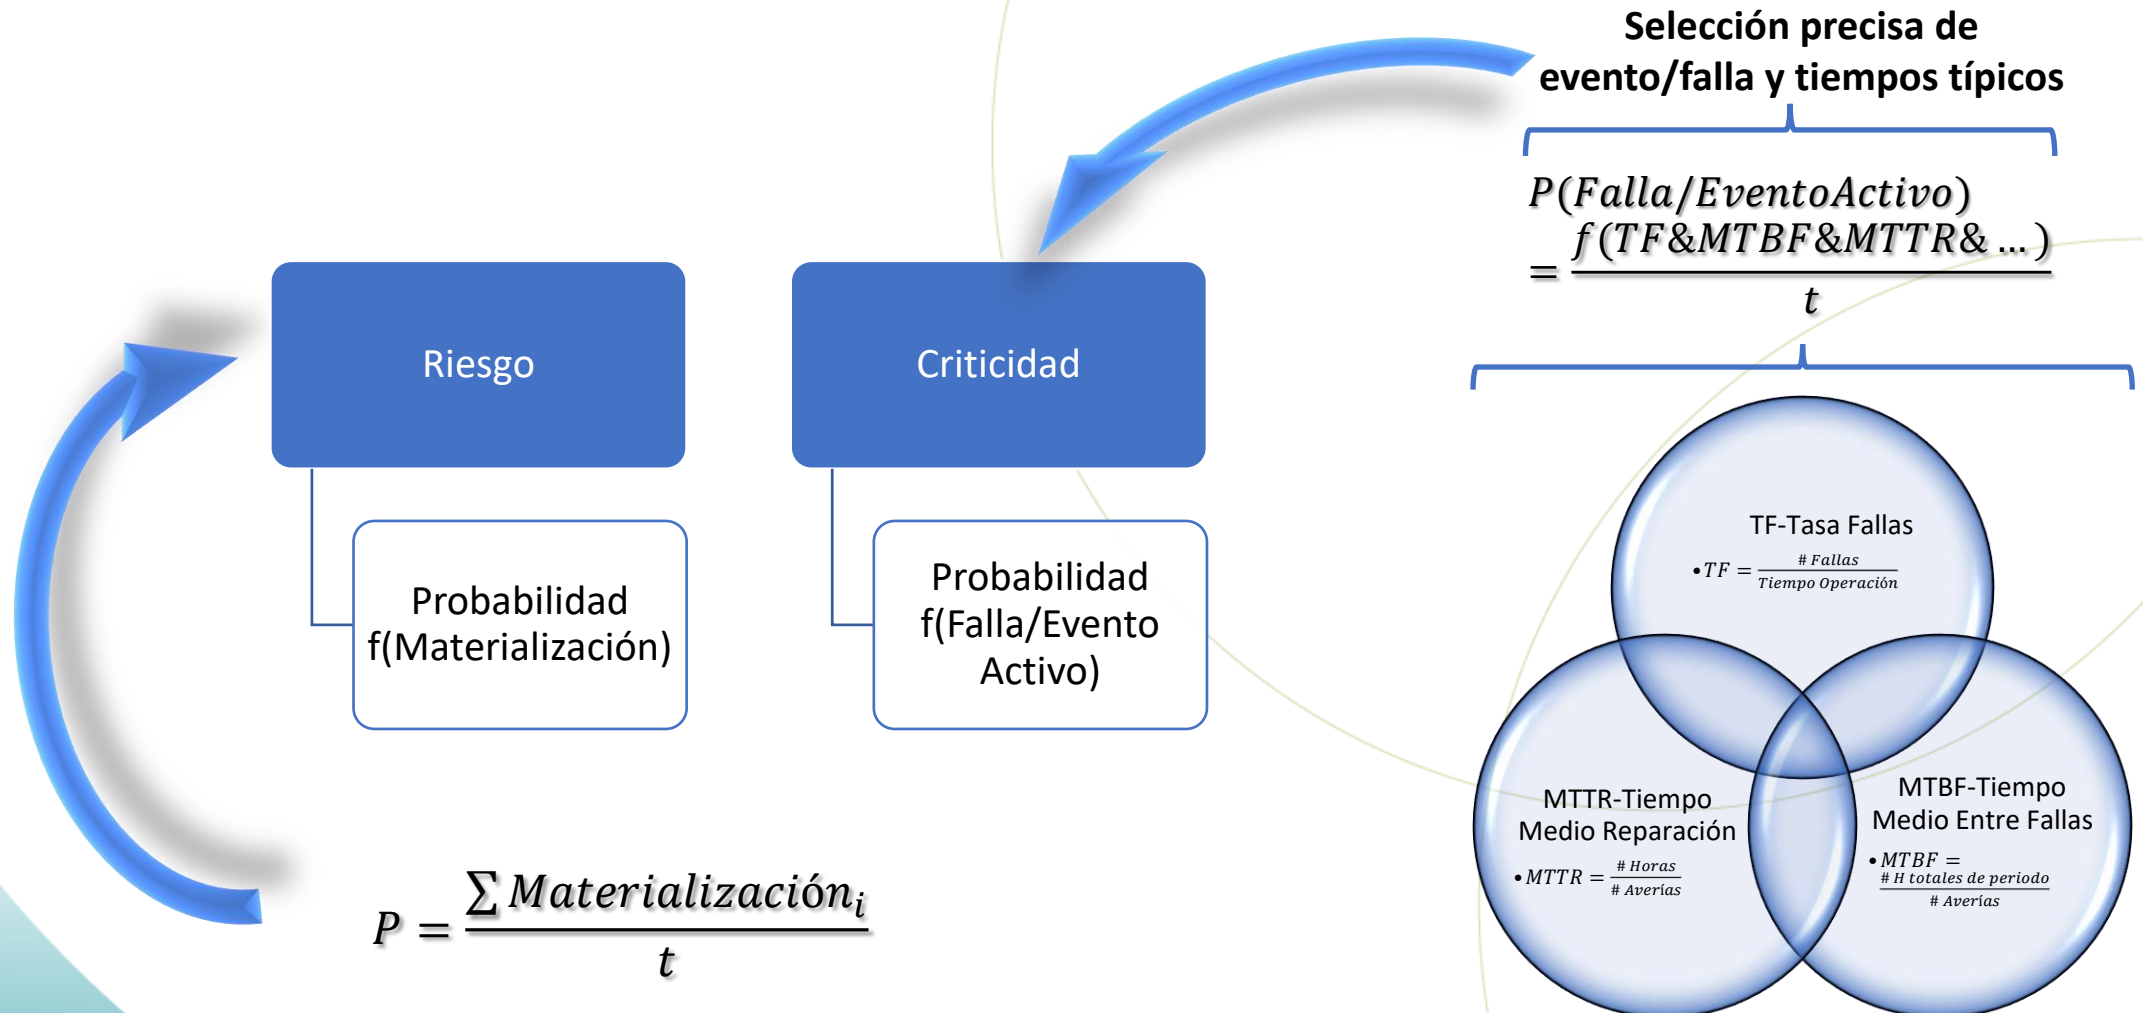 Selección precisa de
evento/falla y tiempos típicos
P(Falla/EventoActivo)
= f(TF&MTBF&MTTR& ... ) / t
Riesgo
Criticidad
Probabilidad
f(Materialización)
Probabilidad
f(Falla/Evento
Activo)
P = ∑ Materialización_i / t
TF-Tasa Fallas
• TF = # Fallas / Tiempo Operación
MTTR-Tiempo
Medio Reparación
• MTTR = # Horas / # Averías
MTBF-Tiempo
Medio Entre Fallas
• MTBF =
# H totales de periodo / # Averías